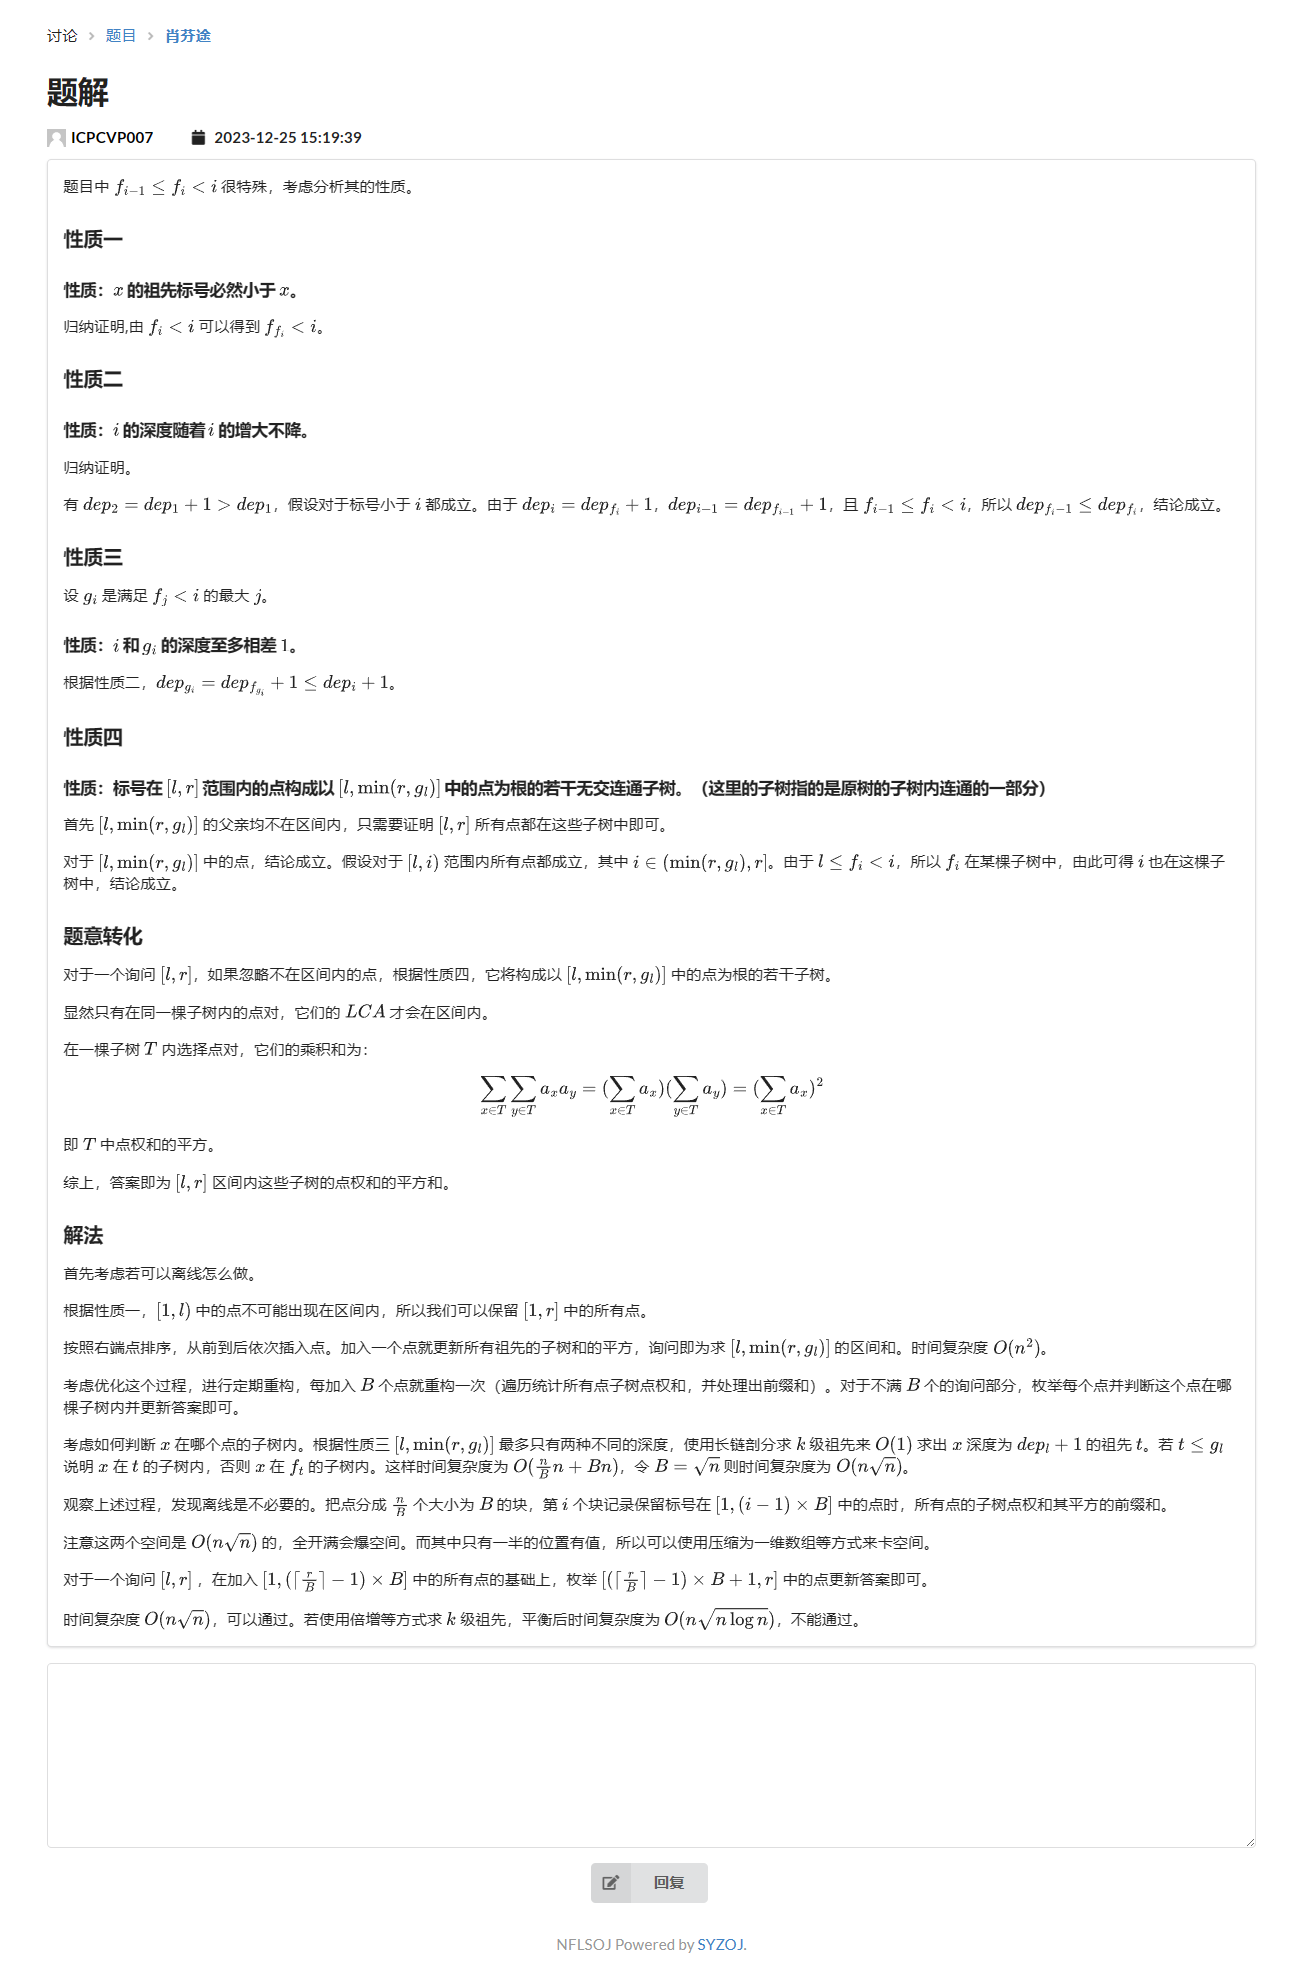 讨论 > 题目 > 肖芬途
题解
ICPCVP007 2023-12-25 15:19:39
题目中 $f_{i-1} \le f_i < i$ 很特殊，考虑分析其的性质。
性质一
性质：$x$ 的祖先标号必然小于 $x$。
归纳证明,由 $f_i < i$ 可以得到 $f_{f_i} < i$。
性质二
性质：$i$ 的深度随着 $i$ 的增大不降。
归纳证明。
有 $dep_2 = dep_1 + 1 > dep_1$，假设对于标号小于 $i$ 都成立。由于 $dep_i = dep_{f_i} + 1$，$dep_{i-1} = dep_{f_{i-1}} + 1$，且 $f_{i-1} \le f_i < i$，所以 $dep_{f_i-1} \le dep_{f_i}$，结论成立。
性质三
设 $g_i$ 是满足 $f_j < i$ 的最大 $j$。
性质：$i$ 和 $g_i$ 的深度至多相差 $1$。
根据性质二，$dep_{g_i} = dep_{f_{g_i}} + 1 \le dep_i + 1$。
性质四
性质：标号在 $[l, r]$ 范围内的点构成以 $[l, \min(r, g_l)]$ 中的点为根的若干无交连通子树。（这里的子树指的是原树的子树内连通的一部分）
首先 $[l, \min(r, g_l)]$ 的父亲均不在区间内，只需要证明 $[l, r]$ 所有点都在这些子树中即可。
对于 $[l, \min(r, g_l)]$ 中的点，结论成立。假设对于 $[l, i)$ 范围内所有点都成立，其中 $i \in (\min(r, g_l), r]$。由于 $l \le f_i < i$，所以 $f_i$ 在某棵子树中，由此可得 $i$ 也在这棵子
树中，结论成立。
题意转化
对于一个询问 $[l, r]$，如果忽略不在区间内的点，根据性质四，它将构成以 $[l, \min(r, g_l)]$ 中的点为根的若干子树。
显然只有在同一棵子树内的点对，它们的 $LCA$ 才会在区间内。
在一棵子树 $T$ 内选择点对，它们的乘积和为：
$\sum_{x \in T} \sum_{y \in T} a_x a_y = (\sum_{x \in T} a_x)(\sum_{y \in T} a_y) = (\sum_{x \in T} a_x)^2$
即 $T$ 中点权和的平方。
综上，答案即为 $[l, r]$ 区间内这些子树的点权和的平方和。
解法
首先考虑若可以离线怎么做。
根据性质一，$[1, l)$ 中的点不可能出现在区间内，所以我们可以保留 $[1, r]$ 中的所有点。
按照右端点排序，从前到后依次插入点。加入一个点就更新所有祖先的子树和的平方，询问即为求 $[l, \min(r, g_l)]$ 的区间和。时间复杂度 $O(n^2)$。
考虑优化这个过程，进行定期重构，每加入 $B$ 个点就重构一次（遍历统计所有点子树点权和，并处理出前缀和）。对于不满 $B$ 个的询问部分，枚举每个点并判断这个点在哪
棵子树内并更新答案即可。
考虑如何判断 $x$ 在哪个点的子树内。根据性质三 $[l, \min(r, g_l)]$ 最多只有两种不同的深度，使用长链剖分求 $k$ 级祖先来 $O(1)$ 求出 $x$ 深度为 $dep_l + 1$ 的祖先 $t$。若 $t \le g_l$
说明 $x$ 在 $t$ 的子树内，否则 $x$ 在 $f_t$ 的子树内。这样时间复杂度为 $O(\frac{n}{B}n + Bn)$，令 $B = \sqrt{n}$ 则时间复杂度为 $O(n\sqrt{n})$。
观察上述过程，发现离线是不必要的。把点分成 $\frac{n}{B}$ 个大小为 $B$ 的块，第 $i$ 个块记录保留标号在 $[1, (i-1) \times B]$ 中的点时，所有点的子树点权和其平方的前缀和。
注意这两个空间是 $O(n\sqrt{n})$ 的，全开满会爆空间。而其中只有一半的位置有值，所以可以使用压缩为一维数组等方式来卡空间。
对于一个询问 $[l, r]$ ，在加入 $[1, (\lceil \frac{r}{B} \rceil - 1) \times B]$ 中的所有点的基础上，枚举 $[(\lceil \frac{r}{B} \rceil - 1) \times B + 1, r]$ 中的点更新答案即可。
时间复杂度 $O(n\sqrt{n})$，可以通过。若使用倍增等方式求 $k$ 级祖先，平衡后时间复杂度为 $O(n\sqrt{n \log n})$，不能通过。
回复
NFLSOJ Powered by SYZOJ.